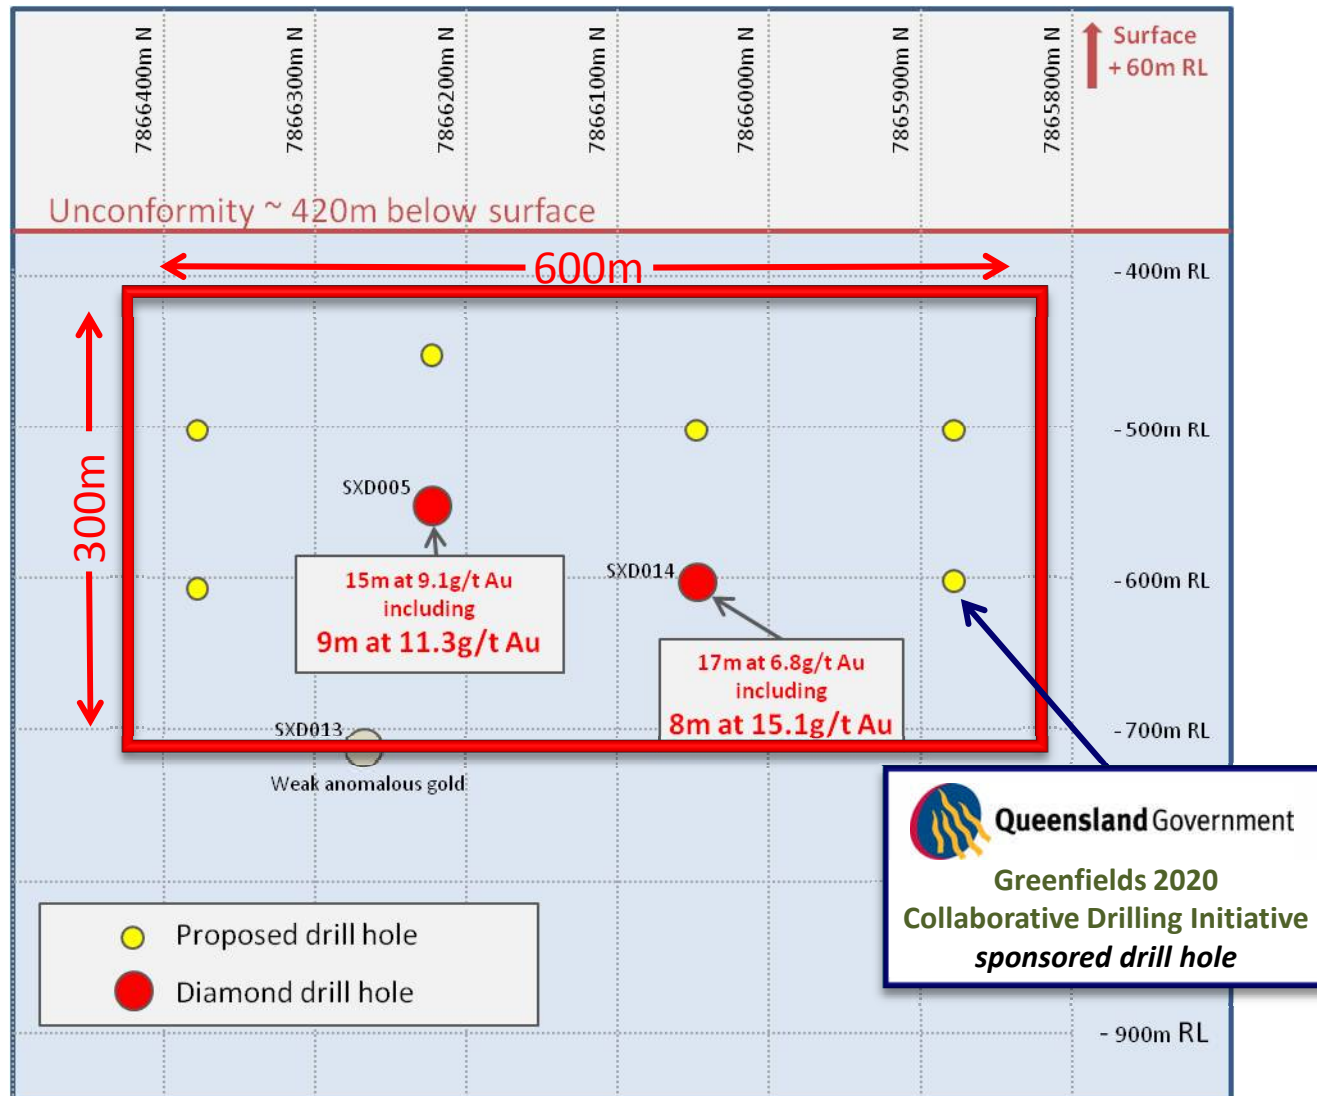 7866400m N
7866300m N
7866200m N
7866100m N
7866000m N
7865900m N
7865800m N
Surface
+ 60m RL
Unconformity ~ 420m below surface
600m
- 400m RL
300m
- 500m RL
SXD005
15m at 9.1g/t Au
including
9m at 11.3g/t Au
SXD014
- 600m RL
17m at 6.8g/t Au
including
8m at 15.1g/t Au
SXD013
- 700m RL
Weak anomalous gold
Queensland Government
Greenfields 2020
Collaborative Drilling Initiative
sponsored drill hole
Proposed drill hole
Diamond drill hole
- 900m RL